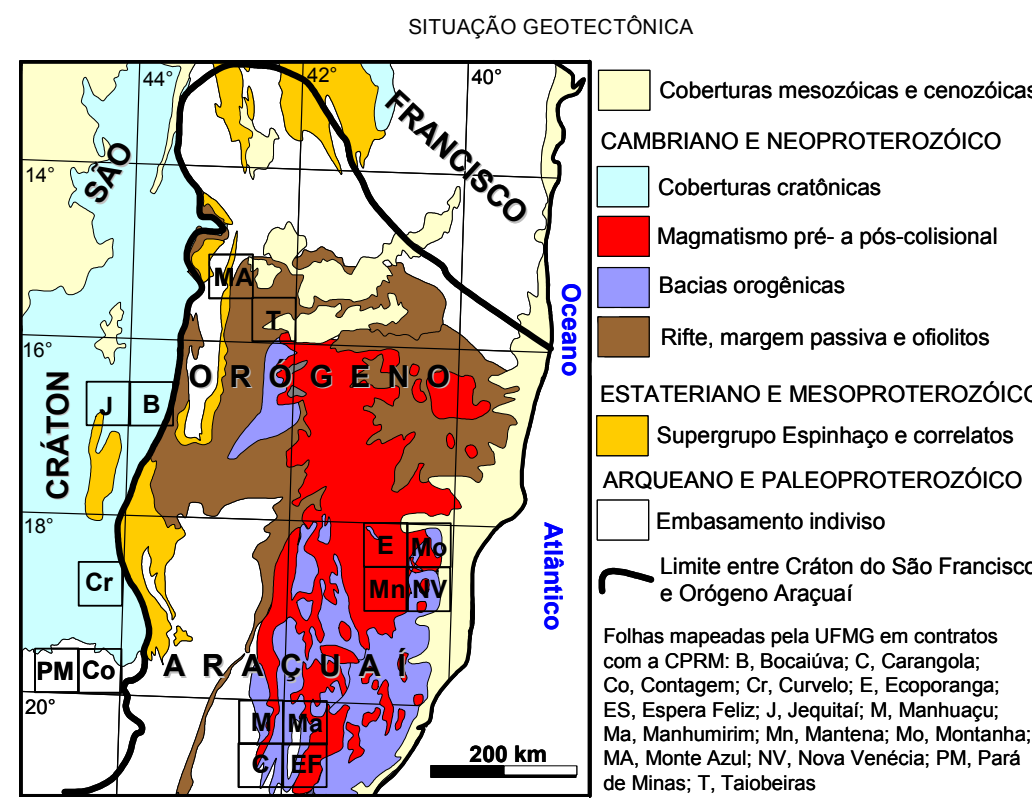 SITUAÇÃO GEOTECTÔNICA
44°
42°
40°
SÃO
FRANCISCO
14°
MA
T
Oceano
16°
ORÓGENO
CRÁTON
J
B
18°
E
Mo
Mn
NV
Atlântico
Cr
PM
Co
ARAÇUAÍ
20°
M
Ma
C
EF
200 km
Coberturas mesozóicas e cenozóicas
CAMBRIANO E NEOPROTEROZÓICO
Coberturas cratônicas
Magmatismo pré- a pós-colisional
Bacias orogênicas
Rifte, margem passiva e ofiolitos
ESTATERIANO E MESOPROTEROZÓICO
Supergrupo Espinhaço e correlatos
ARQUEANO E PALEOPROTEROZÓICO
Embasamento indiviso
Limite entre Cráton do São Francisco
e Orógeno Araçuaí
Folhas mapeadas pela UFMG em contratos
com a CPRM: B, Bocaiúva; C, Carangola;
Co, Contagem; Cr, Curvelo; E, Ecoporanga;
ES, Espera Feliz; J, Jequitaí; M, Manhuaçu;
Ma, Manhumirim; Mn, Mantena; Mo, Montanha;
MA, Monte Azul; NV, Nova Venécia; PM, Pará
de Minas; T, Taiobeiras